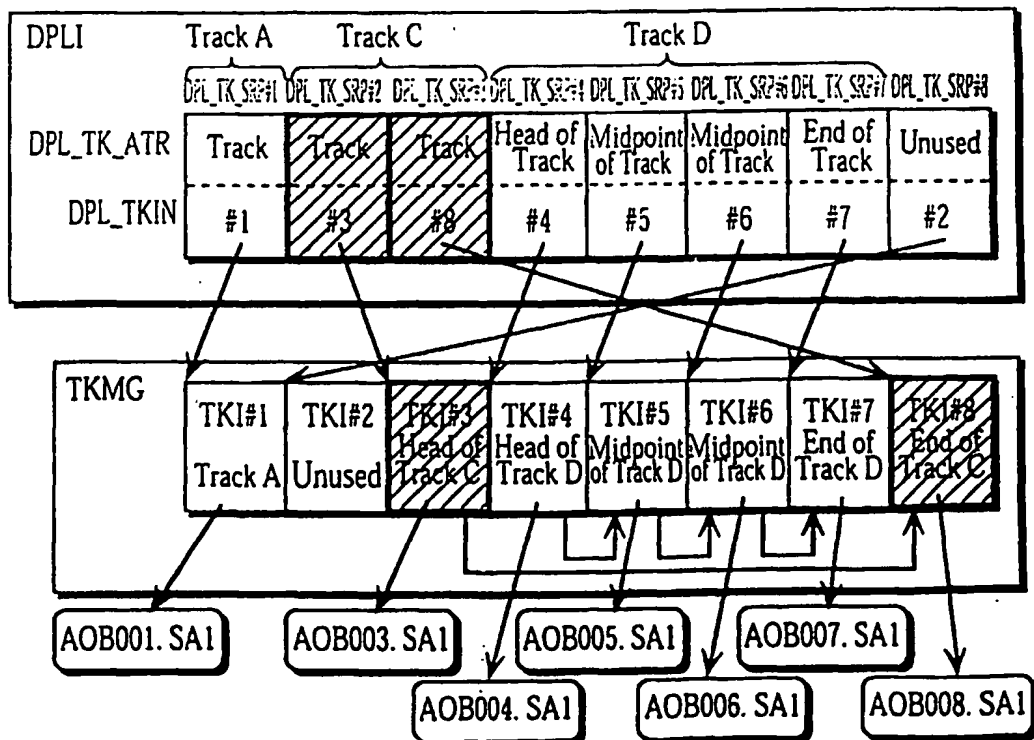 DPLI Track A Track C Track D
DPL_TK_SRP#1 DPL_TK_SRP#2 DPL_TK_SRP#3 DPL_TK_SRP#4 DPL_TK_SRP#5 DPL_TK_SRP#6 DPL_TK_SRP#7 DPL_TK_SRP#8
DPL_TK_ATR Track Track Track Head of Track Midpoint of Track Midpoint of Track End of Track Unused
DPL_TKIN #1 #3 #8 #4 #5 #6 #7 #2
TKMG
TKI#1 TKI#2 TKI#3 TKI#4 TKI#5 TKI#6 TKI#7 TKI#8
Track A Unused Head of Track C Head of Track D Midpoint of Track D Midpoint of Track D End of Track D End of Track C
AOB001. SA1 AOB003. SA1 AOB005. SA1 AOB007. SA1
AOB004. SA1 AOB006. SA1 AOB008. SA1